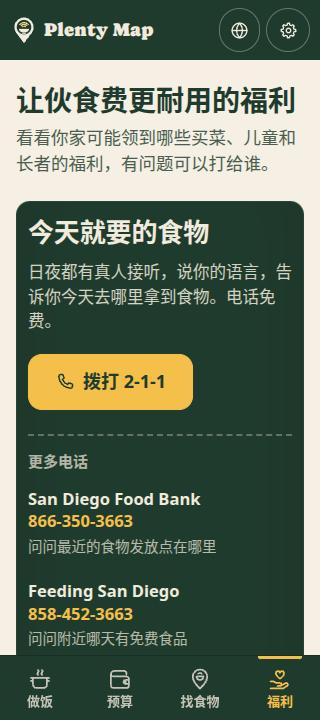 Plenty Map
让伙食费更耐用的福利
看看你家可能领到哪些买菜、儿童和
长者的福利，有问题可以打给谁。
今天就要的食物
日夜都有真人接听，说你的语言，告
诉你今天去哪里拿到食物。电话免
费。
拨打 2-1-1
更多电话
San Diego Food Bank
866-350-3663
问问最近的食物发放点在哪里
Feeding San Diego
858-452-3663
问问附近哪天有免费食品
做饭
预算
找食物
福利